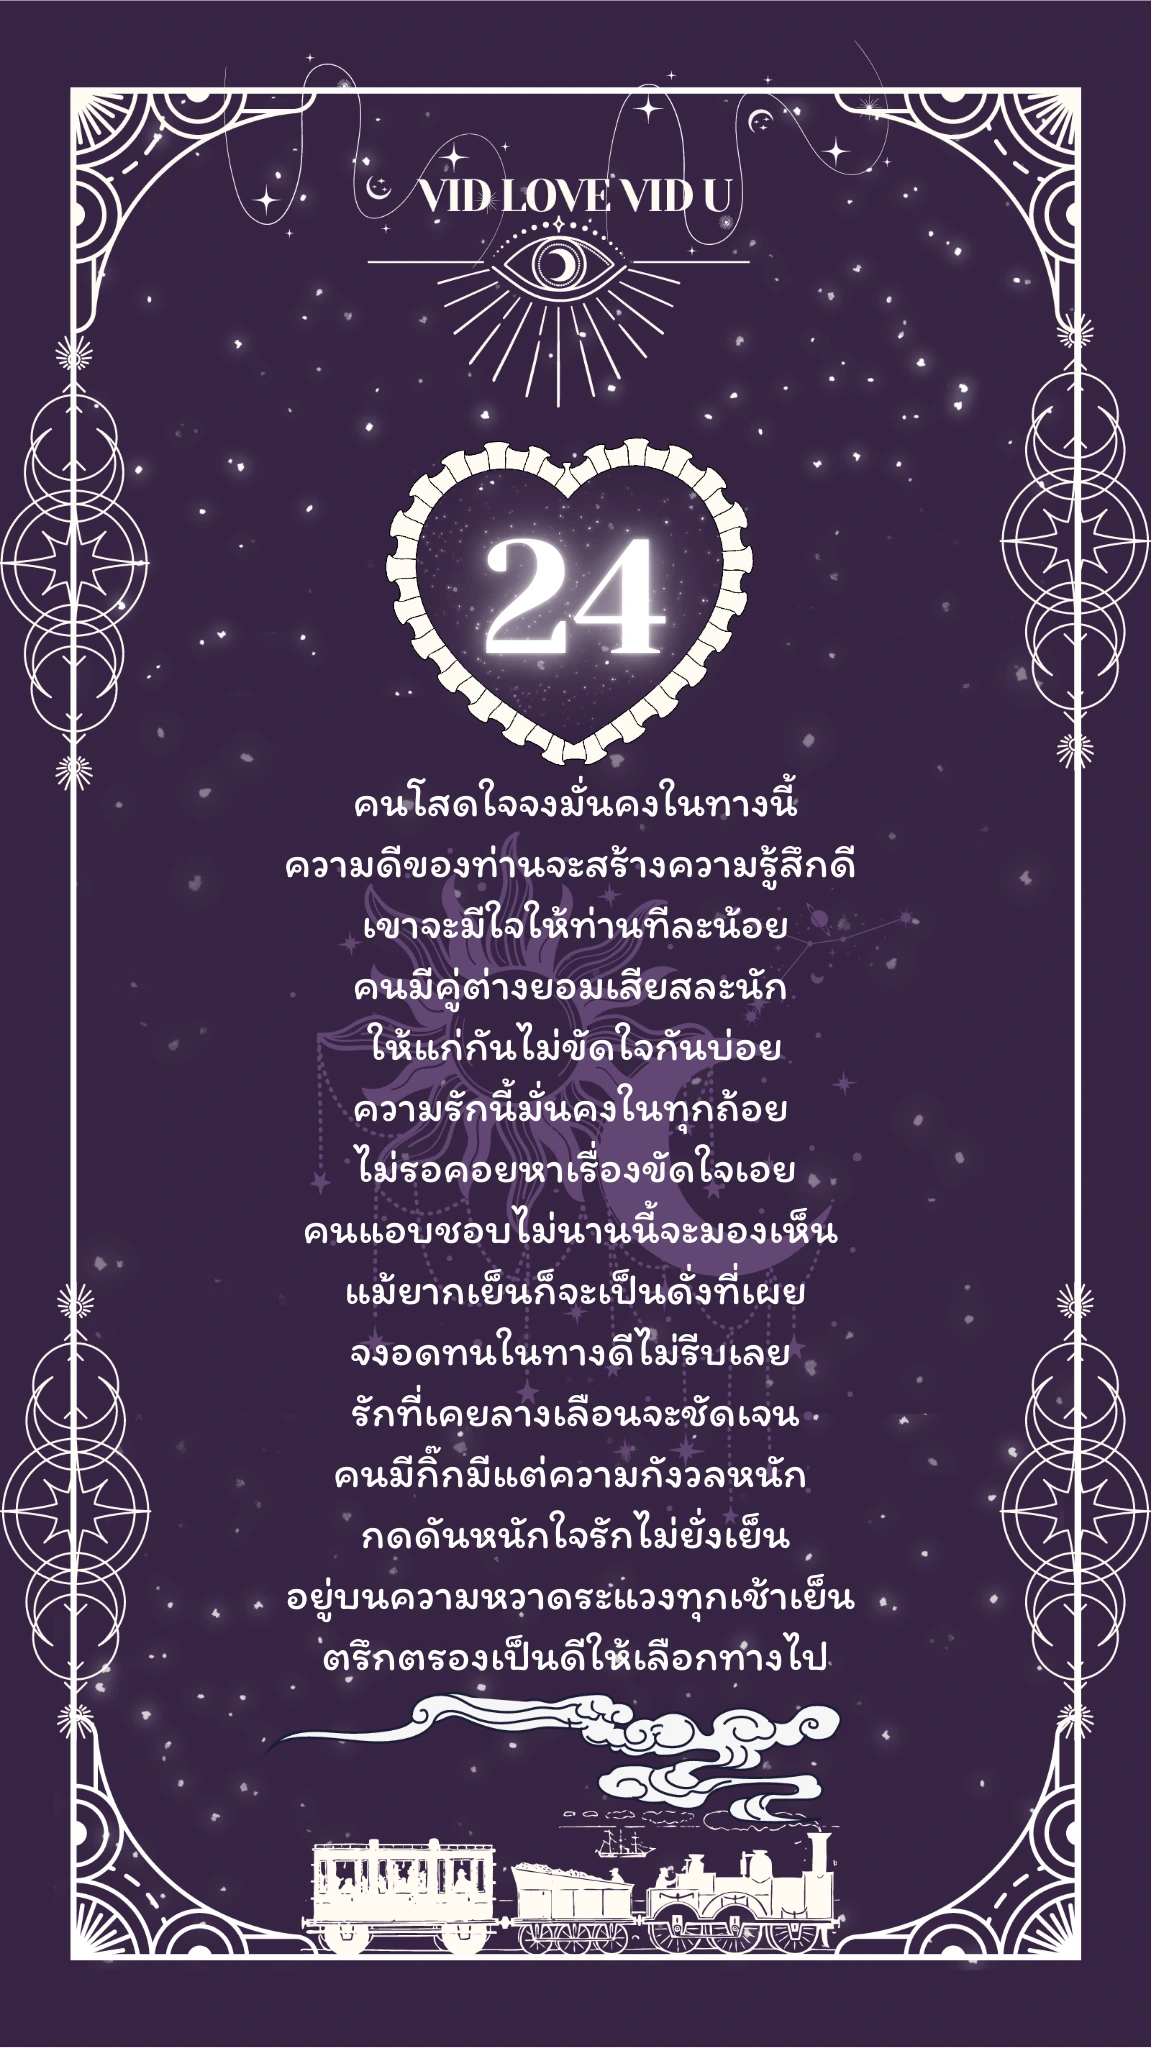 VID LOVE VID U
24
คนโสดใจจงมั่นคงในทางนี้
ความดีของท่านจะสร้างความรู้สึกดี
เขาจะมีใจให้ท่านทีละน้อย
คนมีคู่ต่างยอมเสียสละนัก
ให้แก่กันไม่ขัดใจกันบ่อย
ความรักนี้มั่นคงในทุกถ้อย
ไม่รอคอยหาเรื่องขัดใจเอย
คนแอบชอบไม่นานนี้จะมองเห็น
แม้ยากเย็นก็จะเป็นดั่งที่เผย
จงอดทนในทางดีไม่รีบเลย
รักที่เคยลางเลือนจะชัดเจน
คนมีกิ๊กมีแต่ความกังวลหนัก
กดดันหนักใจรักไม่ยั่งเย็น
อยู่บนความหวาดระแวงทุกเช้าเย็น
ตรึกตรองเป็นดีให้เลือกทางไป